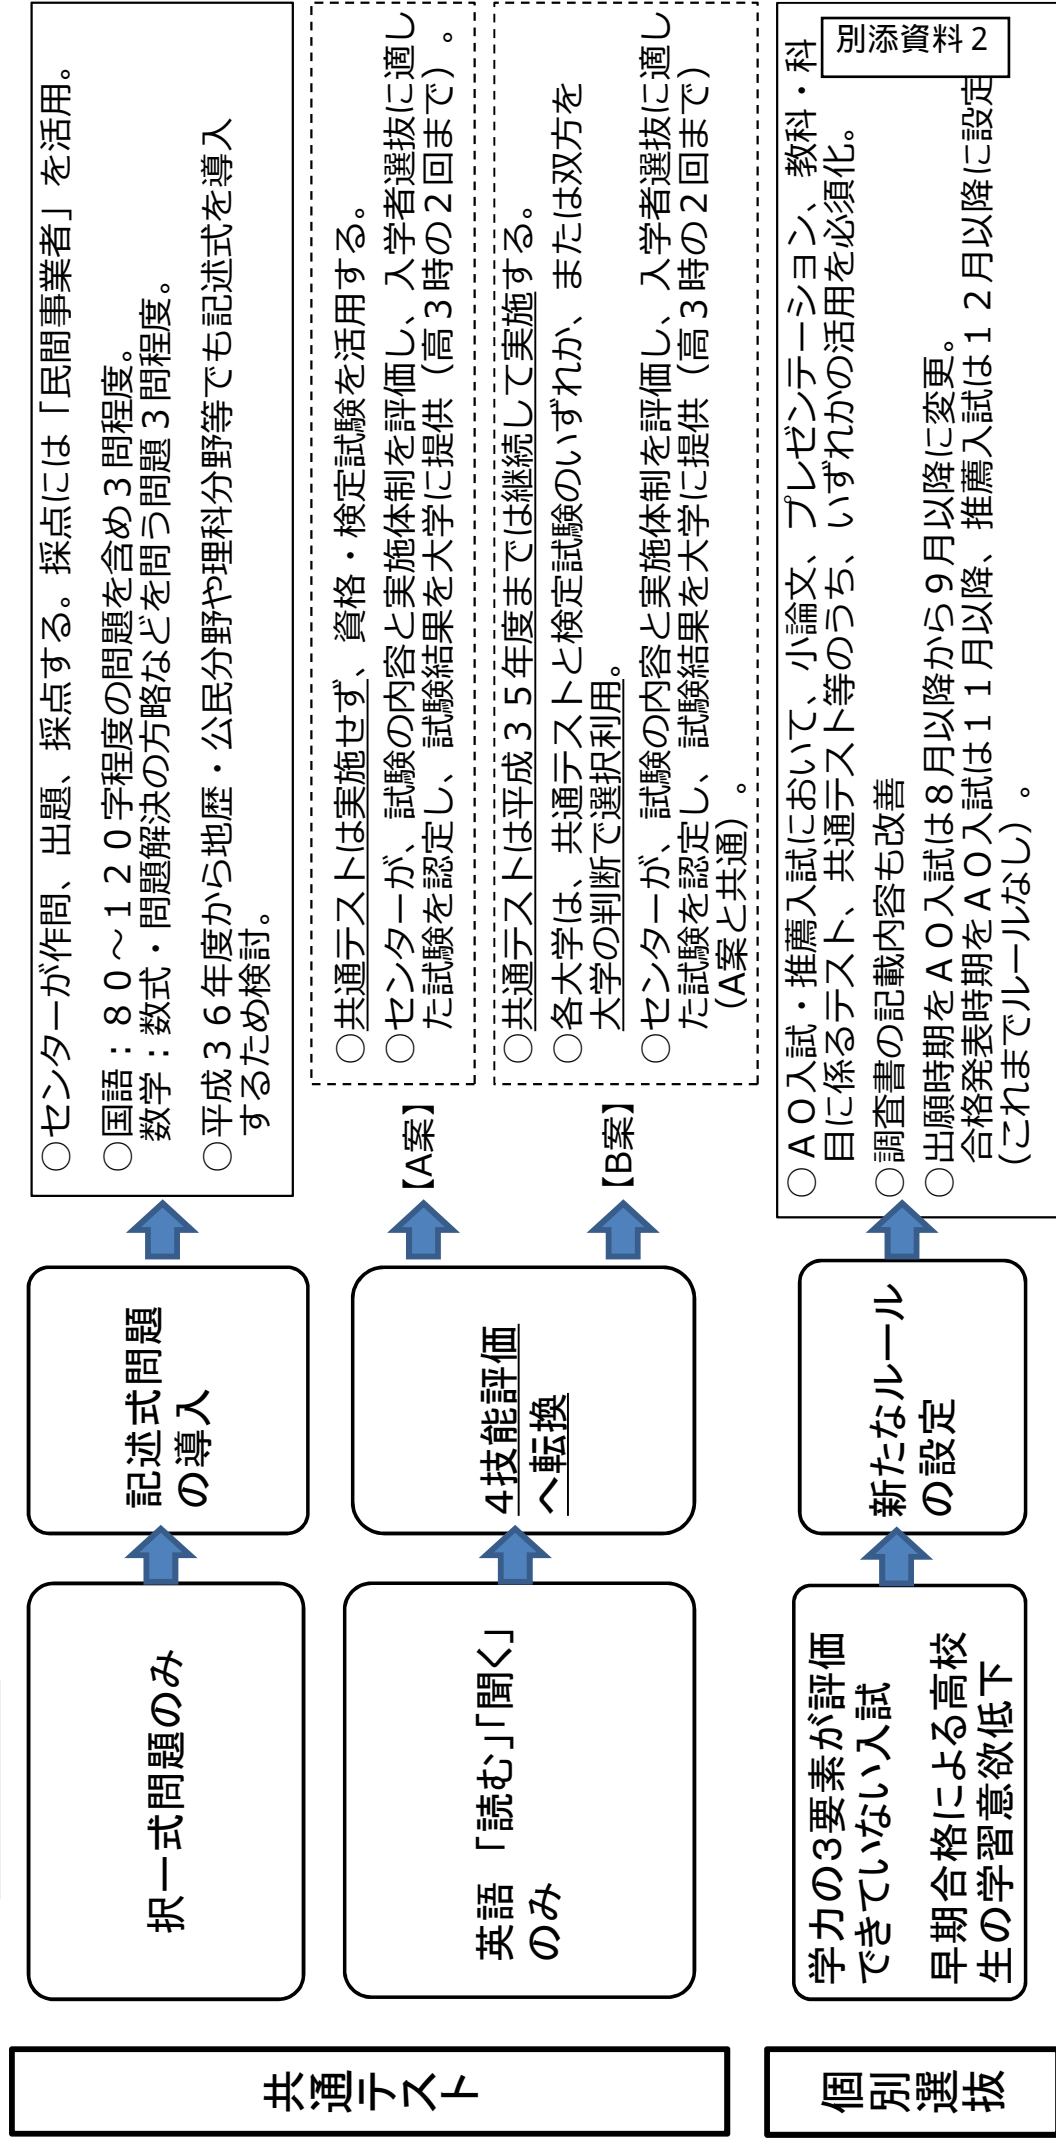 別添資料2
共通テスト
択一式問題のみ
記述式問題
の導入
○センターが作問、出題、採点する。採点には「民間事業者」を活用。
○国語：80～120字程度の問題を含め3問程度。
数学：数式・問題解決の方略などを問う問題3問程度。
○平成36年度から地歴・公民分野や理科分野等でも記述式を導入
するため検討。
英語「読む」「聞く」
のみ
4技能評価
へ転換
【A案】
○共通テストは実施せず、資格・検定試験を活用する。
○センターが、試験の内容と実施体制を評価し、入学者選抜に適し
た試験を認定し、試験結果を大学に提供（高3時の2回まで）。
【B案】
○共通テストは平成35年度までは継続して実施する。
○各大学は、共通テストと検定試験のいずれか、または双方を
大学の判断で選択利用。
○センターが、試験の内容と実施体制を評価し、入学者選抜に適し
た試験を認定し、試験結果を大学に提供（高3時の2回まで）
（A案と共通）。
個別選抜
学力の3要素が評価
できていない入試
早期合格による高校
生の学習意欲低下
新たなルール
の設定
○AO入試・推薦入試において、小論文、プレゼンテーション、教科・科
目に係るテスト、共通テスト等のうち、いずれかの活用を必須化。
○調査書の記載内容も改善
○出願時期をAO入試は8月以降から9月以降に変更。
合格発表時期をAO入試は11月以降、推薦入試は12月以降に設定
（これまでルールなし）。